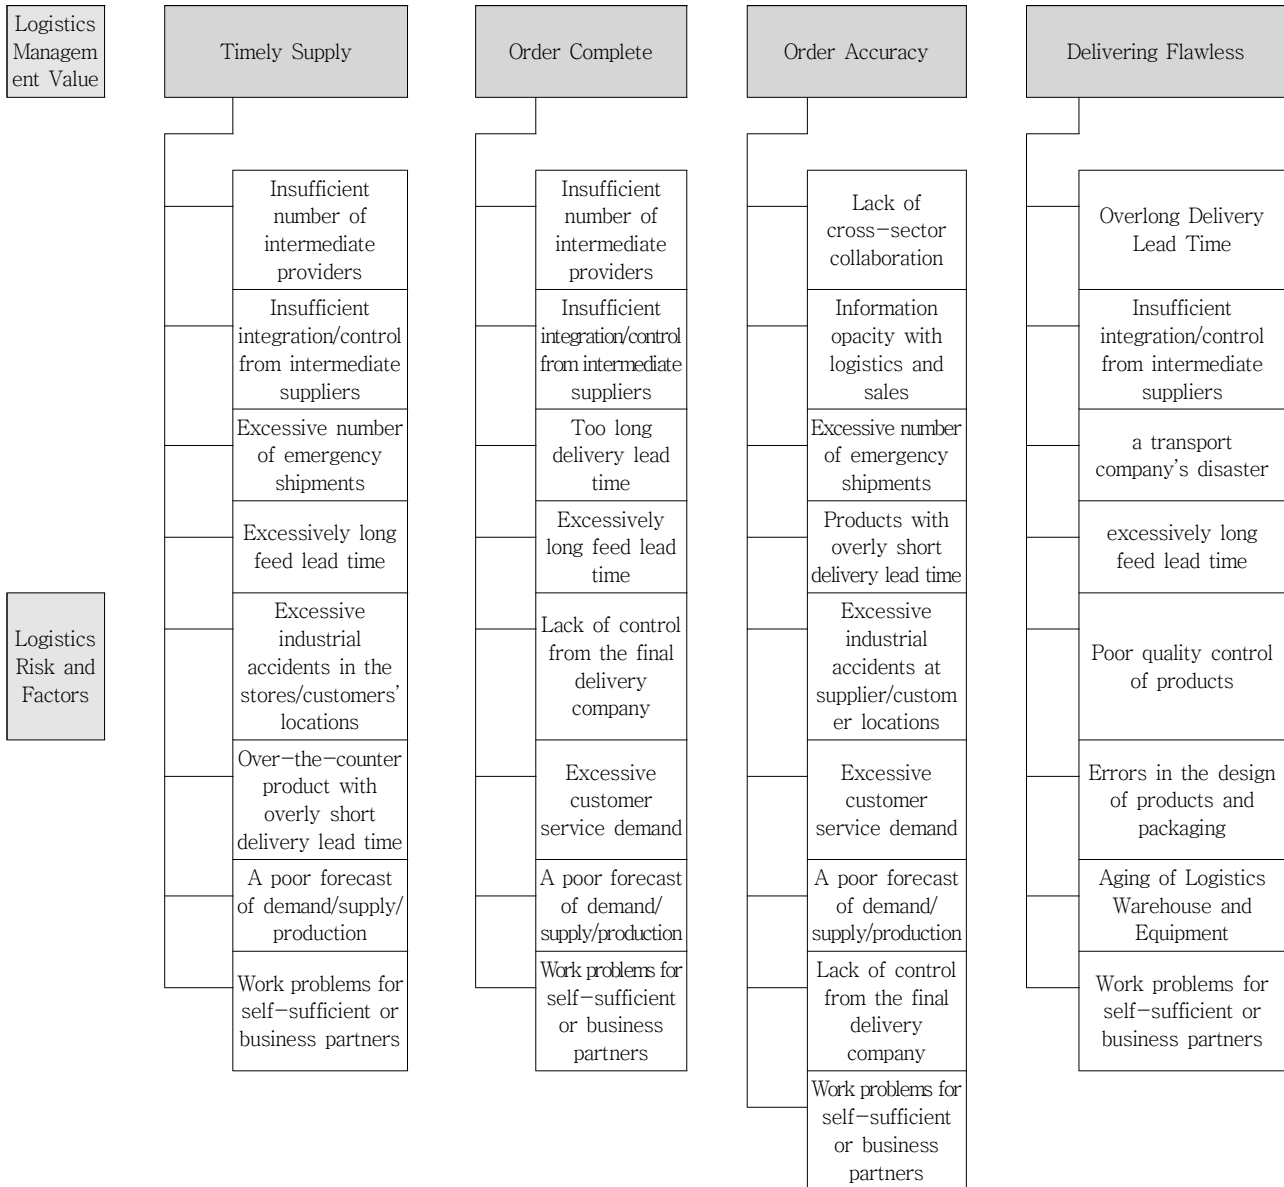 Logistics
Managem
ent Value
Timely Supply
Order Complete
Order Accuracy
Delivering Flawless
Logistics
Risk and
Factors
Insufficient
number of
intermediate
providers
Insufficient
integration/control
from intermediate
suppliers
Excessive number
of emergency
shipments
Excessively long
feed lead time
Excessive
industrial
accidents in the
stores/customers'
locations
Over-the-counter
product with
overly short
delivery lead time
A poor forecast
of demand/supply/
production
Work problems for
self-sufficient or
business partners
Insufficient
number of
intermediate
providers
Insufficient
integration/control
from intermediate
suppliers
Too long
delivery lead
time
Excessively
long feed lead
time
Lack of control
from the final
delivery
company
Excessive
customer
service demand
A poor forecast
of demand/
supply/production
Work problems for
self-sufficient
or business
partners
Lack of
cross-sector
collaboration
Information
opacity with
logistics and
sales
Excessive number
of emergency
shipments
Products with
overly short
delivery lead time
Excessive
industrial
accidents at
supplier/custom
er locations
Excessive
customer
service demand
A poor forecast
of demand/
supply/production
Lack of control
from the final
delivery
company
Work problems for
self-sufficient
or business
partners
Overlong Delivery
Lead Time
Insufficient
integration/control
from intermediate
suppliers
a transport
company's disaster
excessively long
feed lead time
Poor quality control
of products
Errors in the design
of products and
packaging
Aging of Logistics
Warehouse and
Equipment
Work problems for
self-sufficient or
business partners